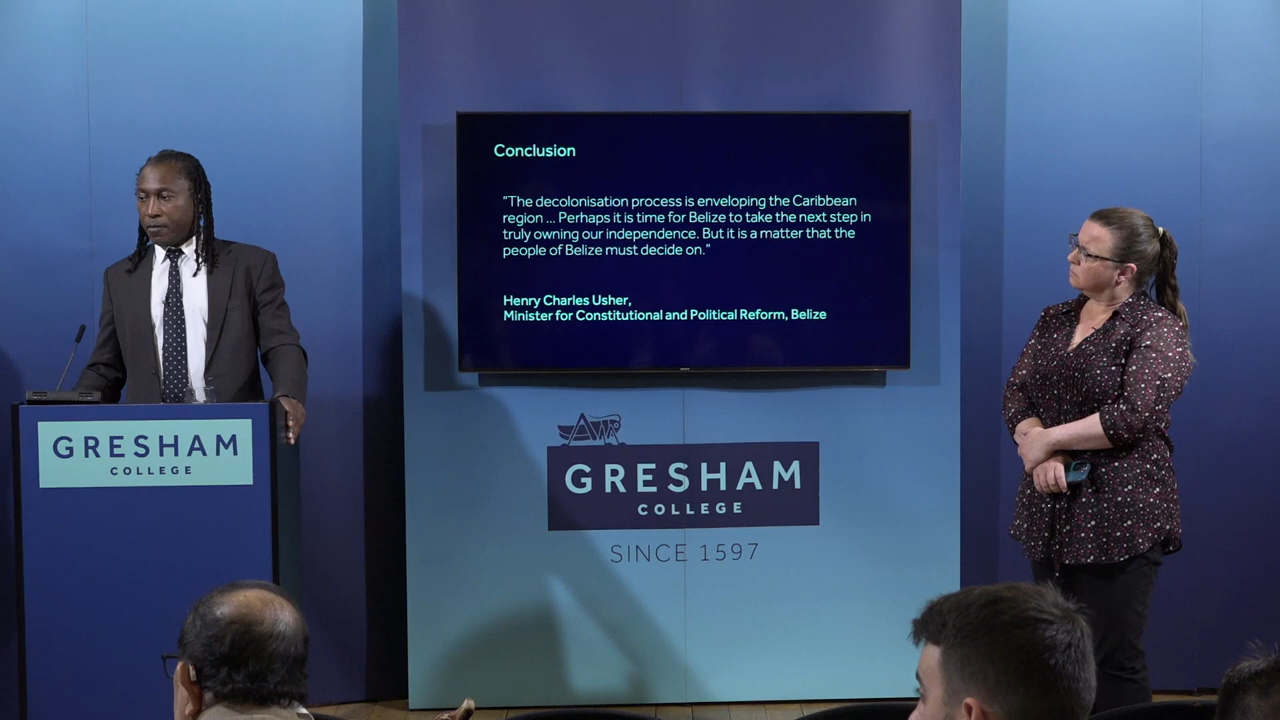 Conclusion
"The decolonisation process is enveloping the Caribbean
region ... Perhaps it is time for Belize to take the next step in
truly owning our independence. But it is a matter that the
people of Belize must decide on."
Henry Charles Usher,
Minister for Constitutional and Political Reform, Belize
GRESHAM
COLLEGE
GRESHAM
COLLEGE
SINCE 1597